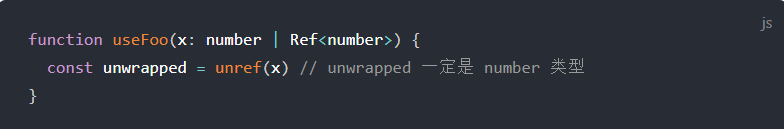 js
function useFoo(x: number | Ref<number>) {
  const unwrapped = unref(x) // unwrapped 一定是 number 类型
}